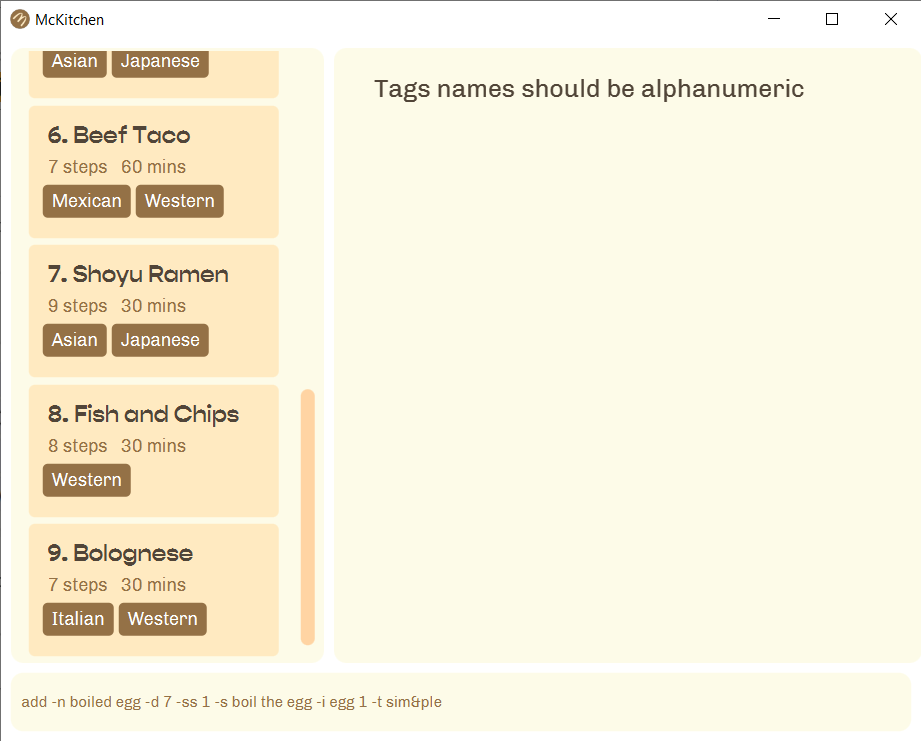 McKitchen
Asian Japanese
6. Beef Taco
7 steps 60 mins
Mexican Western
7. Shoyu Ramen
9 steps 30 mins
Asian Japanese
8. Fish and Chips
8 steps 30 mins
Western
9. Bolognese
7 steps 30 mins
Italian Western
Tags names should be alphanumeric
add -n boiled egg -d 7 -ss 1 -s boil the egg -i egg 1 -t sim&ple